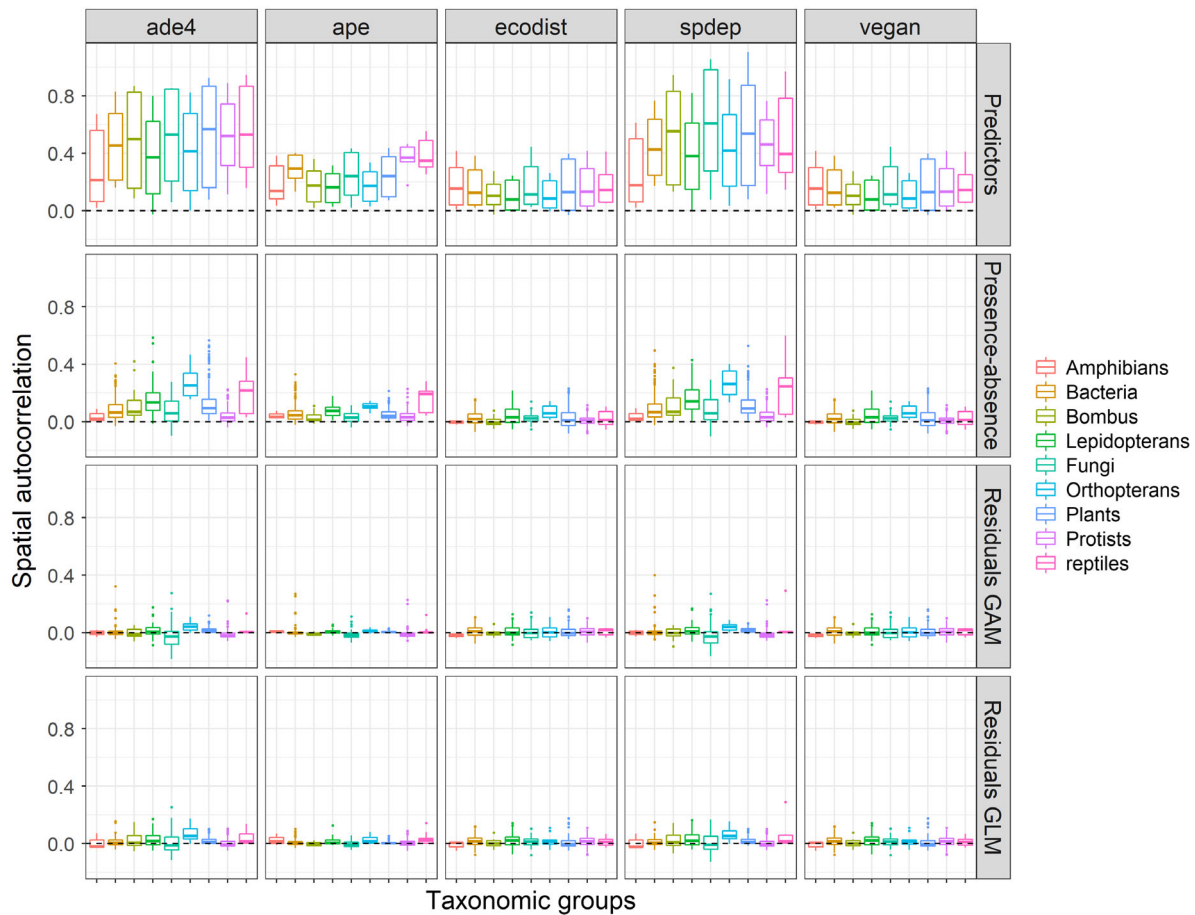 ade4 ape ecodist spdep vegan
Predictors
0.8
0.4
0.0
Presence-absence
0.8
0.4
0.0
Residuals GAM
0.8
0.4
0.0
Residuals GLM
0.8
0.4
0.0
Spatial autocorrelation
Taxonomic groups
Amphibians
Bacteria
Bombus
Lepidopterans
Fungi
Orthopterans
Plants
Protists
reptiles